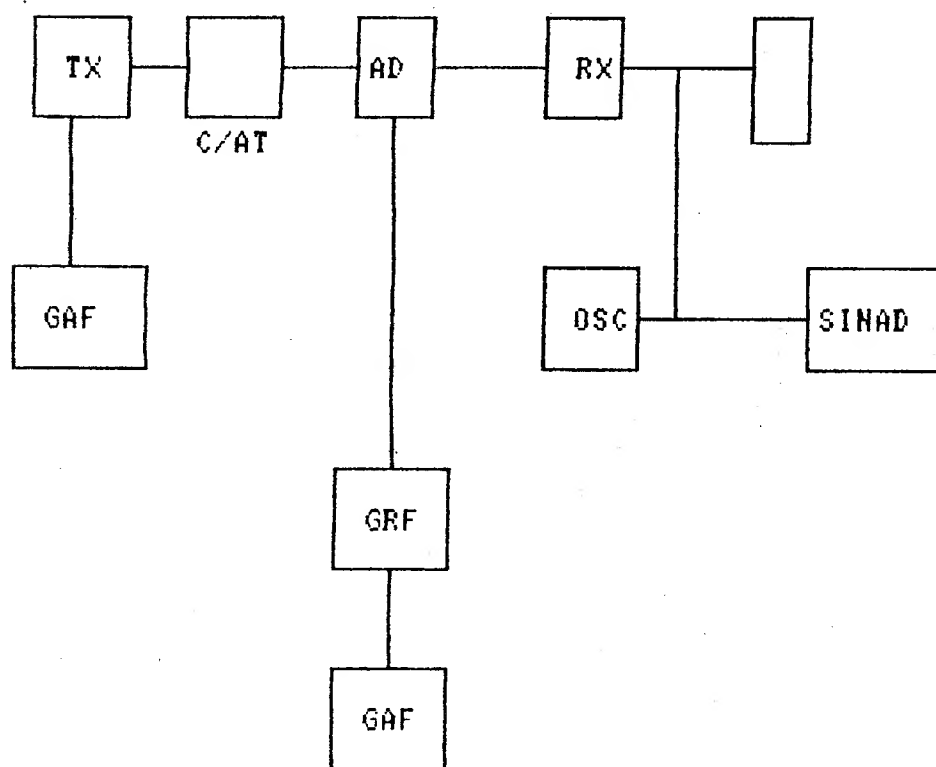 TX
AD
RX
C/AT
GAF
OSC
SINAD
GRF
GAF